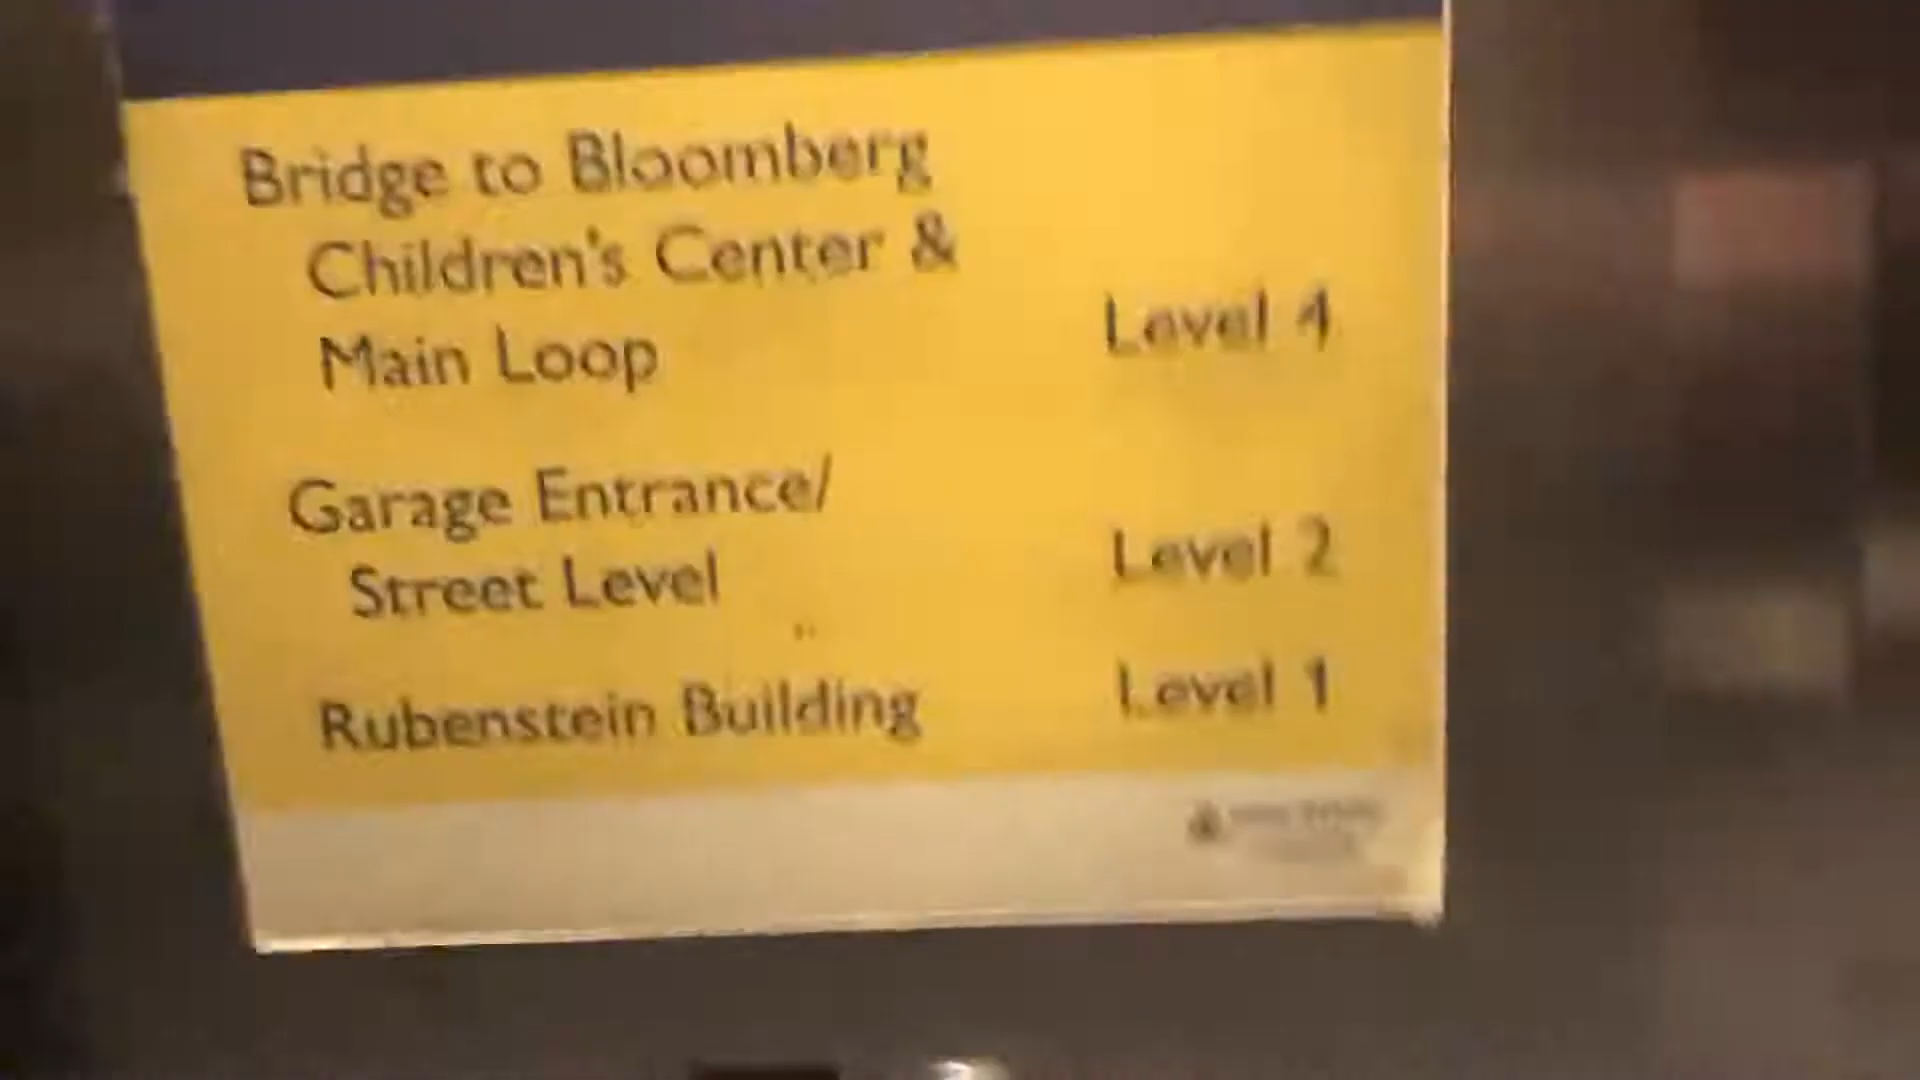 Bridge to Bloomberg
Children's Center &
Main Loop Level 4
Garage Entrance/
Street Level Level 2
Rubenstein Building Level 1